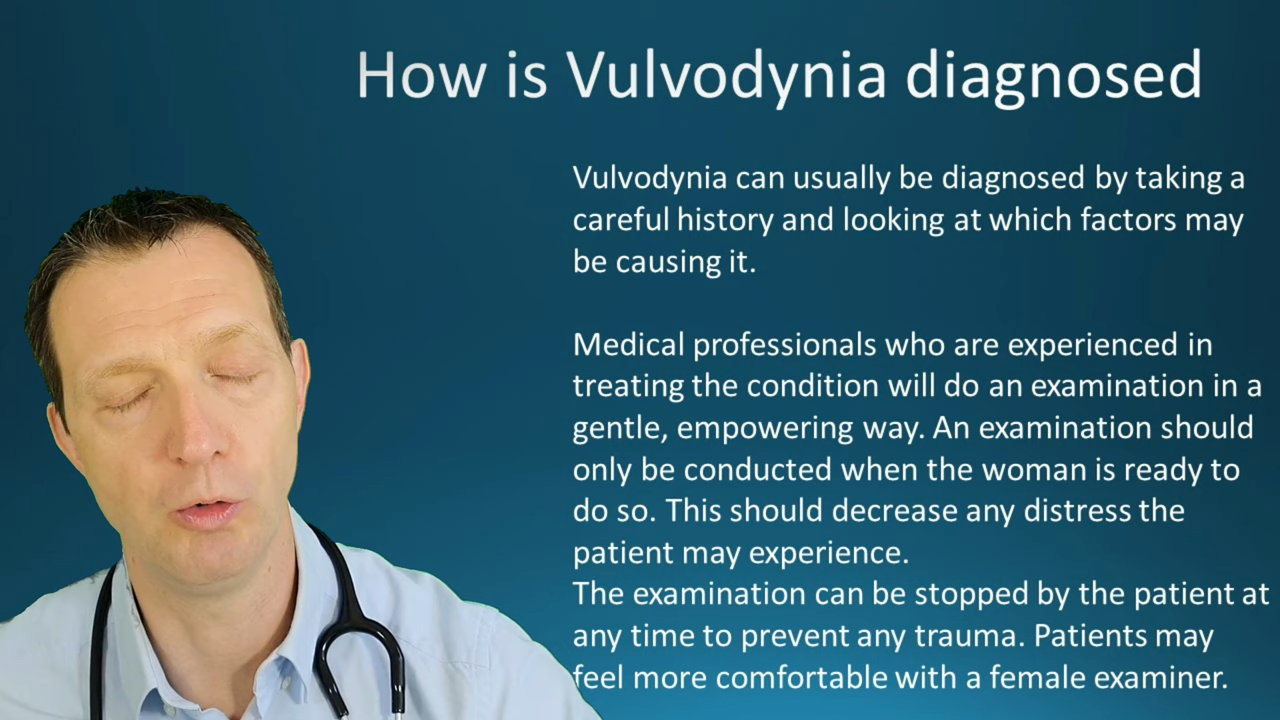 How is Vulvodynia diagnosed
Vulvodynia can usually be diagnosed by taking a
careful history and looking at which factors may
be causing it.
Medical professionals who are experienced in
treating the condition will do an examination in a
gentle, empowering way. An examination should
only be conducted when the woman is ready to
do so. This should decrease any distress the
patient may experience.
The examination can be stopped by the patient at
any time to prevent any trauma. Patients may
feel more comfortable with a female examiner.